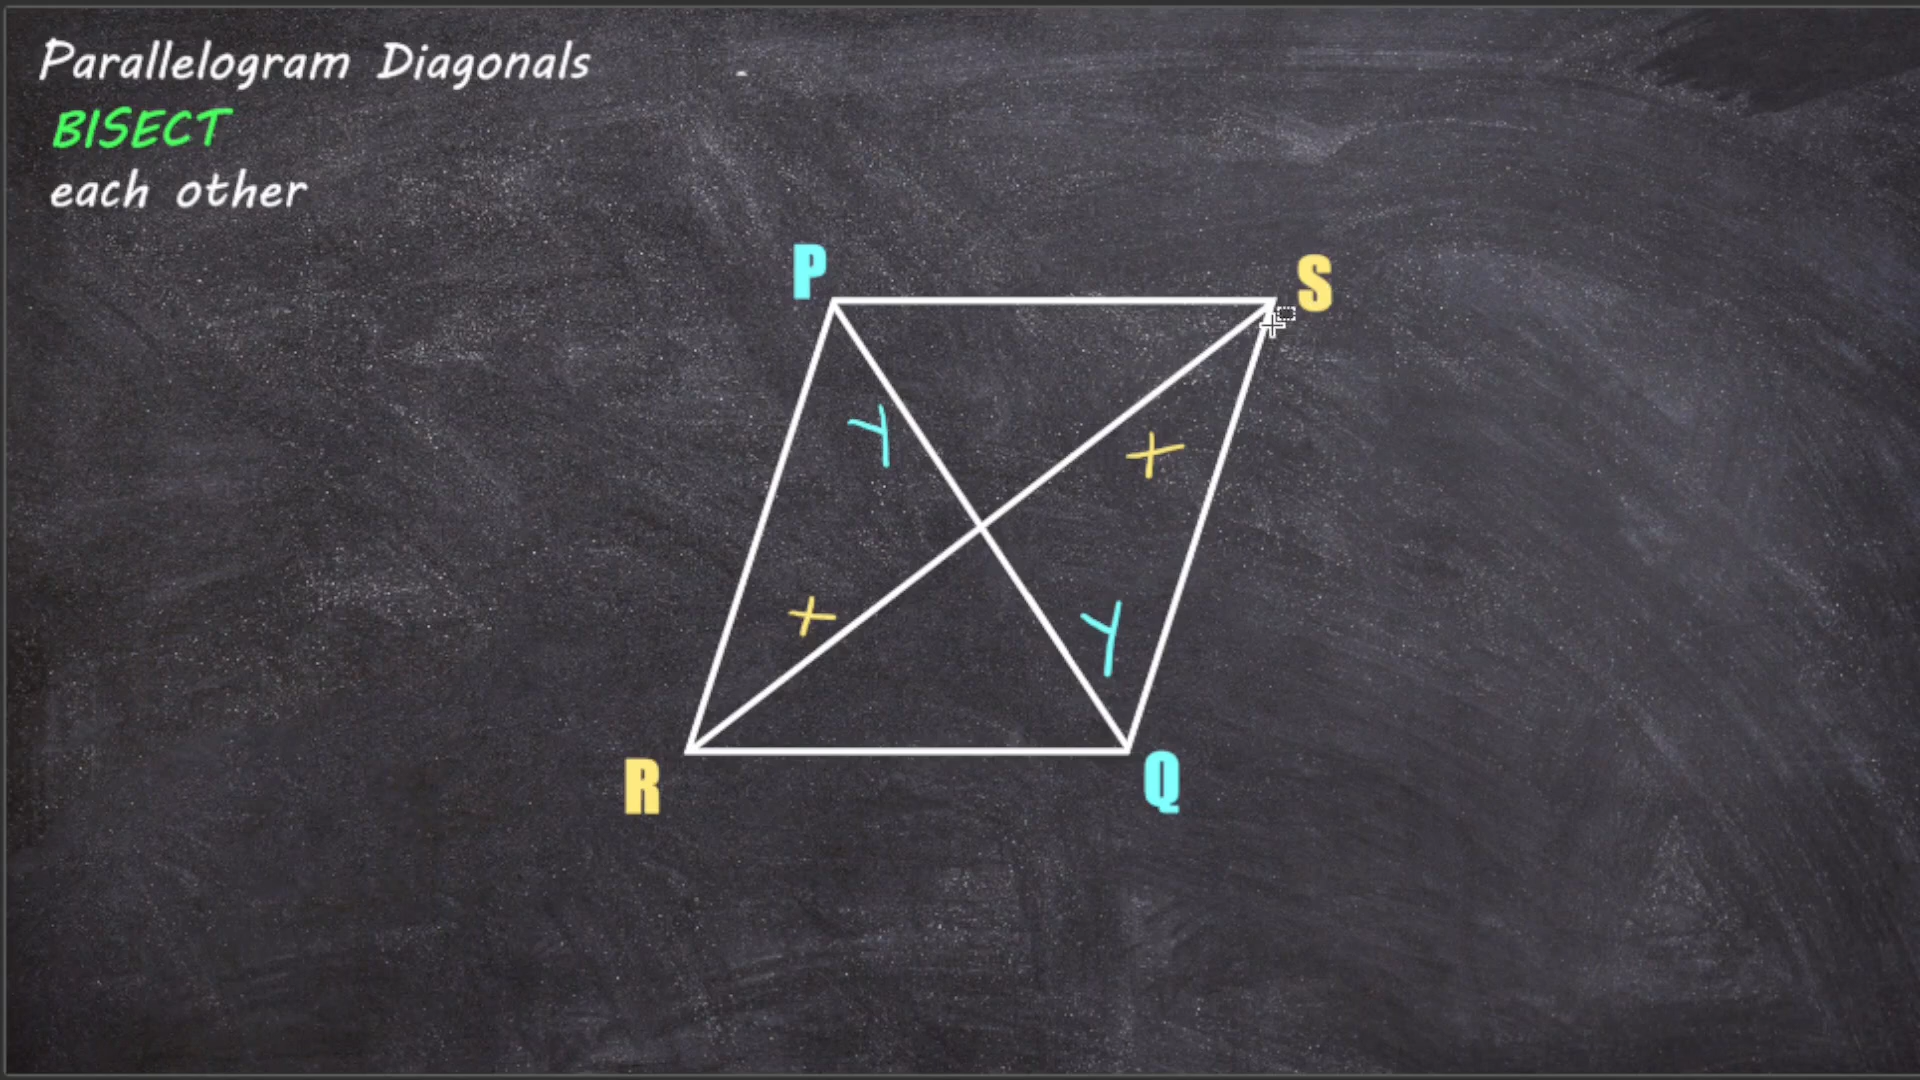 Parallelogram Diagonals
BISECT
each other
P
S
y
x
x
y
R
Q